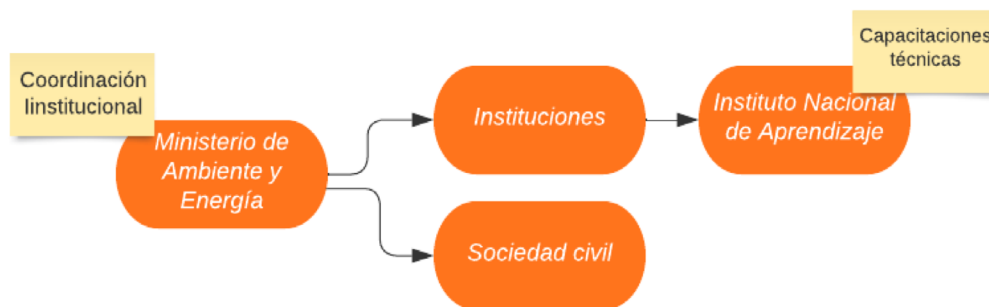 Coordinación
Iinstitucional
Ministerio de
Ambiente y
Energía
Instituciones
Sociedad civil
Capacitaciones
técnicas
Instituto Nacional
de Aprendizaje